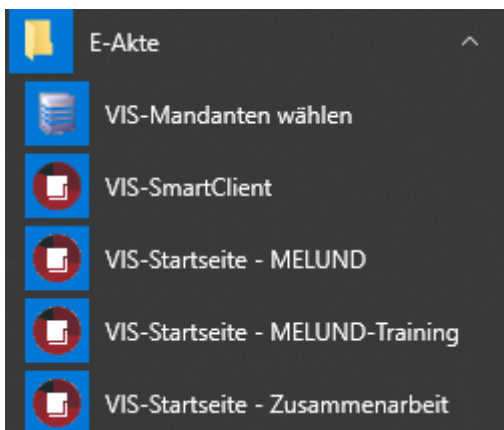 E-Akte
VIS-Mandanten wählen
VIS-SmartClient
VIS-Startseite - MELUND
VIS-Startseite - MELUND-Training
VIS-Startseite - Zusammenarbeit